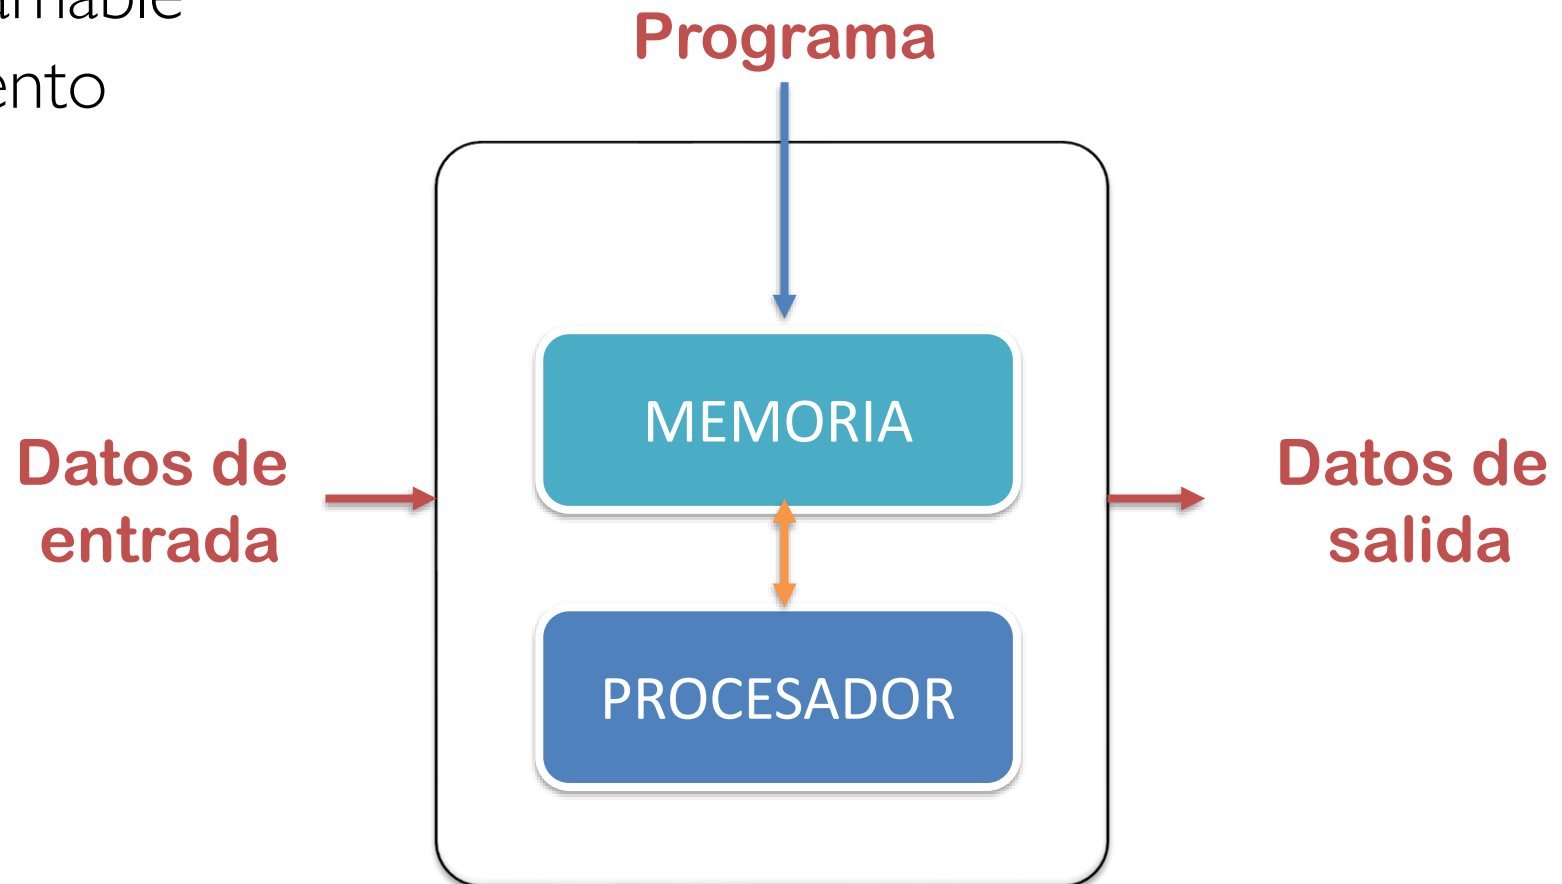 Programa
MEMORIA
Datos de
entrada
Datos de
salida
PROCESADOR